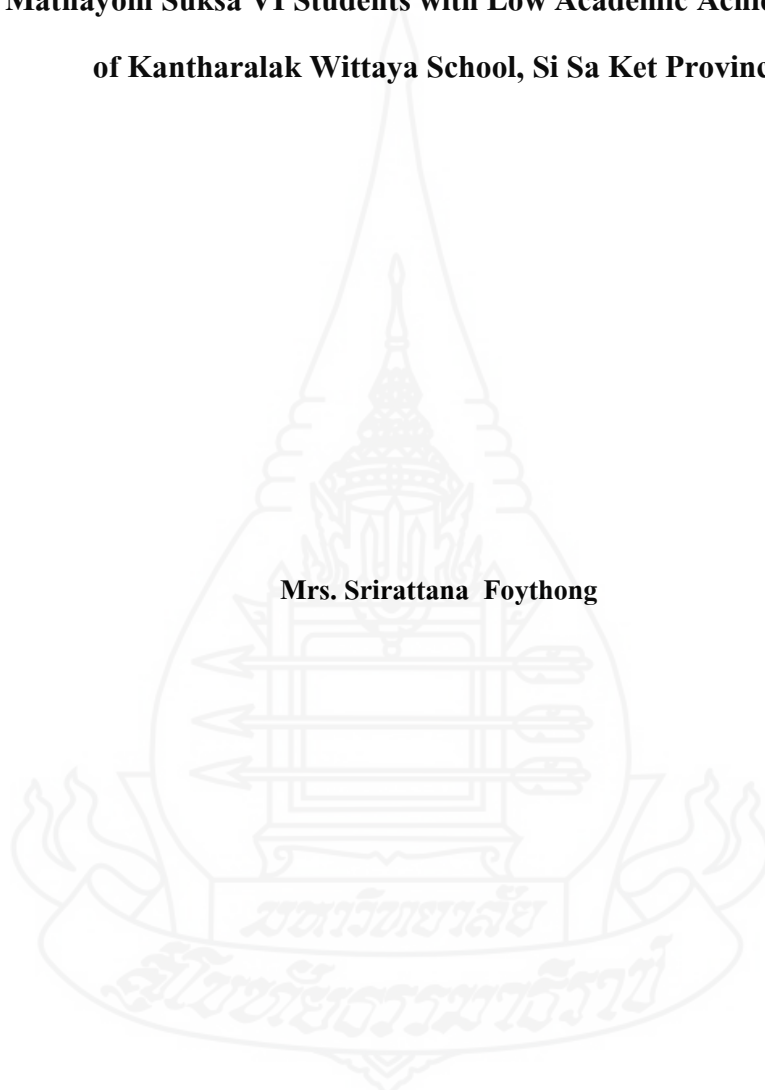 Mathayom Suksa VI Students with Low Academic
of Kantharalak Wittaya School, Si Sa Ket
Mrs. Srirattana Foythong
มหาวิทยาลัย
สุโขทัยธรรมาธิราช